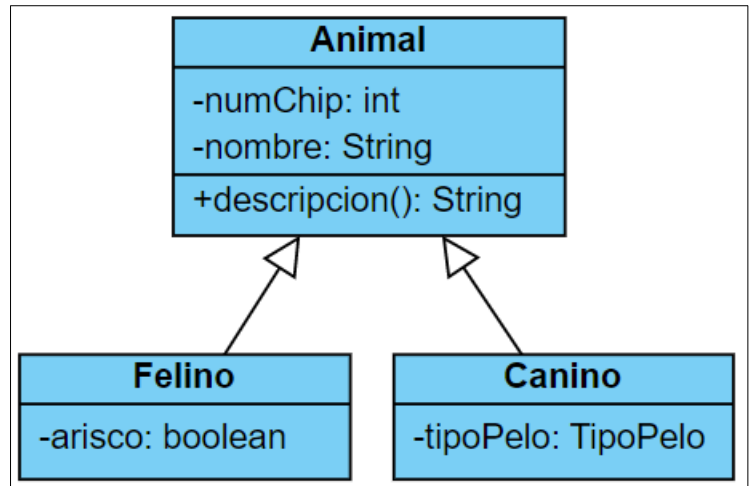 Animal
-numChip: int
-nombre: String
+descripcion(): String
Felino
-arisco: boolean
Canino
-tipoPelo: TipoPelo